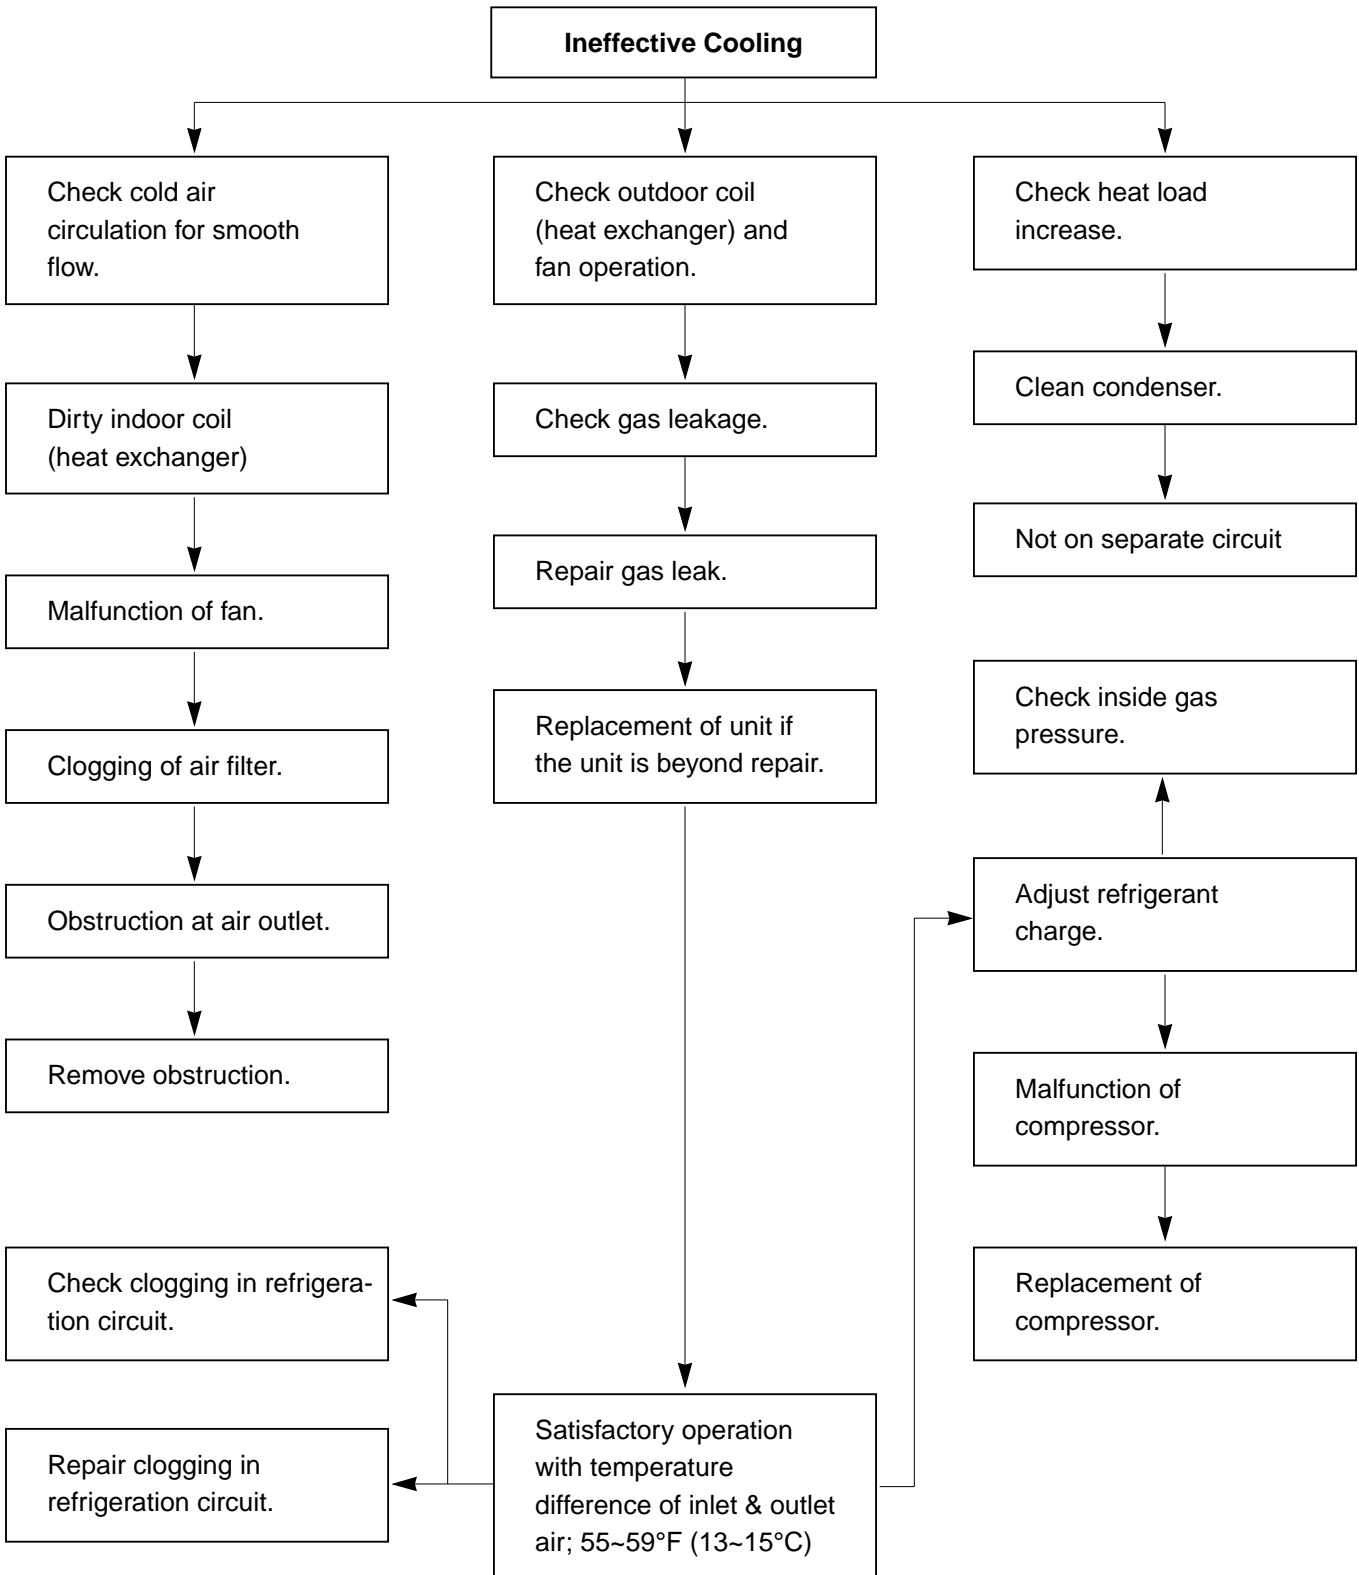 Ineffective Cooling
Check cold air
circulation for smooth
flow.
Dirty indoor coil
(heat exchanger)
Malfunction of fan.
Clogging of air filter.
Obstruction at air outlet.
Remove obstruction.
Check clogging in refrigera-
tion circuit.
Repair clogging in
refrigeration circuit.
Check outdoor coil
(heat exchanger) and
fan operation.
Check gas leakage.
Repair gas leak.
Replacement of unit if
the unit is beyond repair.
Satisfactory operation
with temperature
difference of inlet & outlet
air; 55~59°F (13~15°C)
Check heat load
increase.
Clean condenser.
Not on separate circuit
Check inside gas
pressure.
Adjust refrigerant
charge.
Malfunction of
compressor.
Replacement of
compressor.